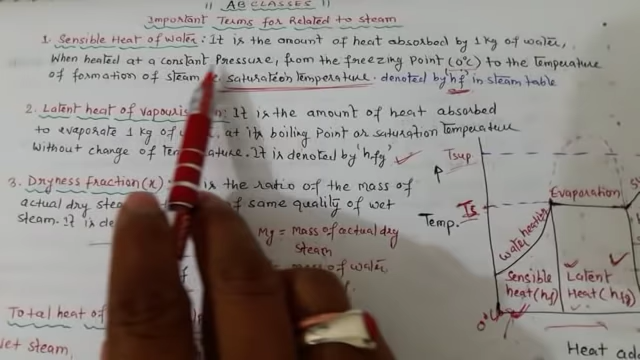 11 AB CLASSES 11
Important Terms for Related to steam
1. Sensible Heat of Water: It is the amount of heat absorbed by 1 kg of water,
When heated at a constant Pressure, from the freezing Point (0°C) to the temperature
of formation of steam saturation temperature. denoted by 'hf' in steam table
2. Latent heat of vapourisation: It is the amount of heat absorbed
to evaporate 1 kg of at its boiling Point or saturation temperature
Without change of temperature. It is denoted by 'hfg'
3. Dryness Fraction (x) is the ratio of the mass of
actual dry steam of same quality of wet
steam. It is
Mg = Mass of actual dry
steam
= mass of water
Total heat of
Wet steam,
Tsup.
Temp.
Ts
Evaporation
Water heating
Sensible
heat (hf)
Latent
Heat (hfg)
0°
Heat ad